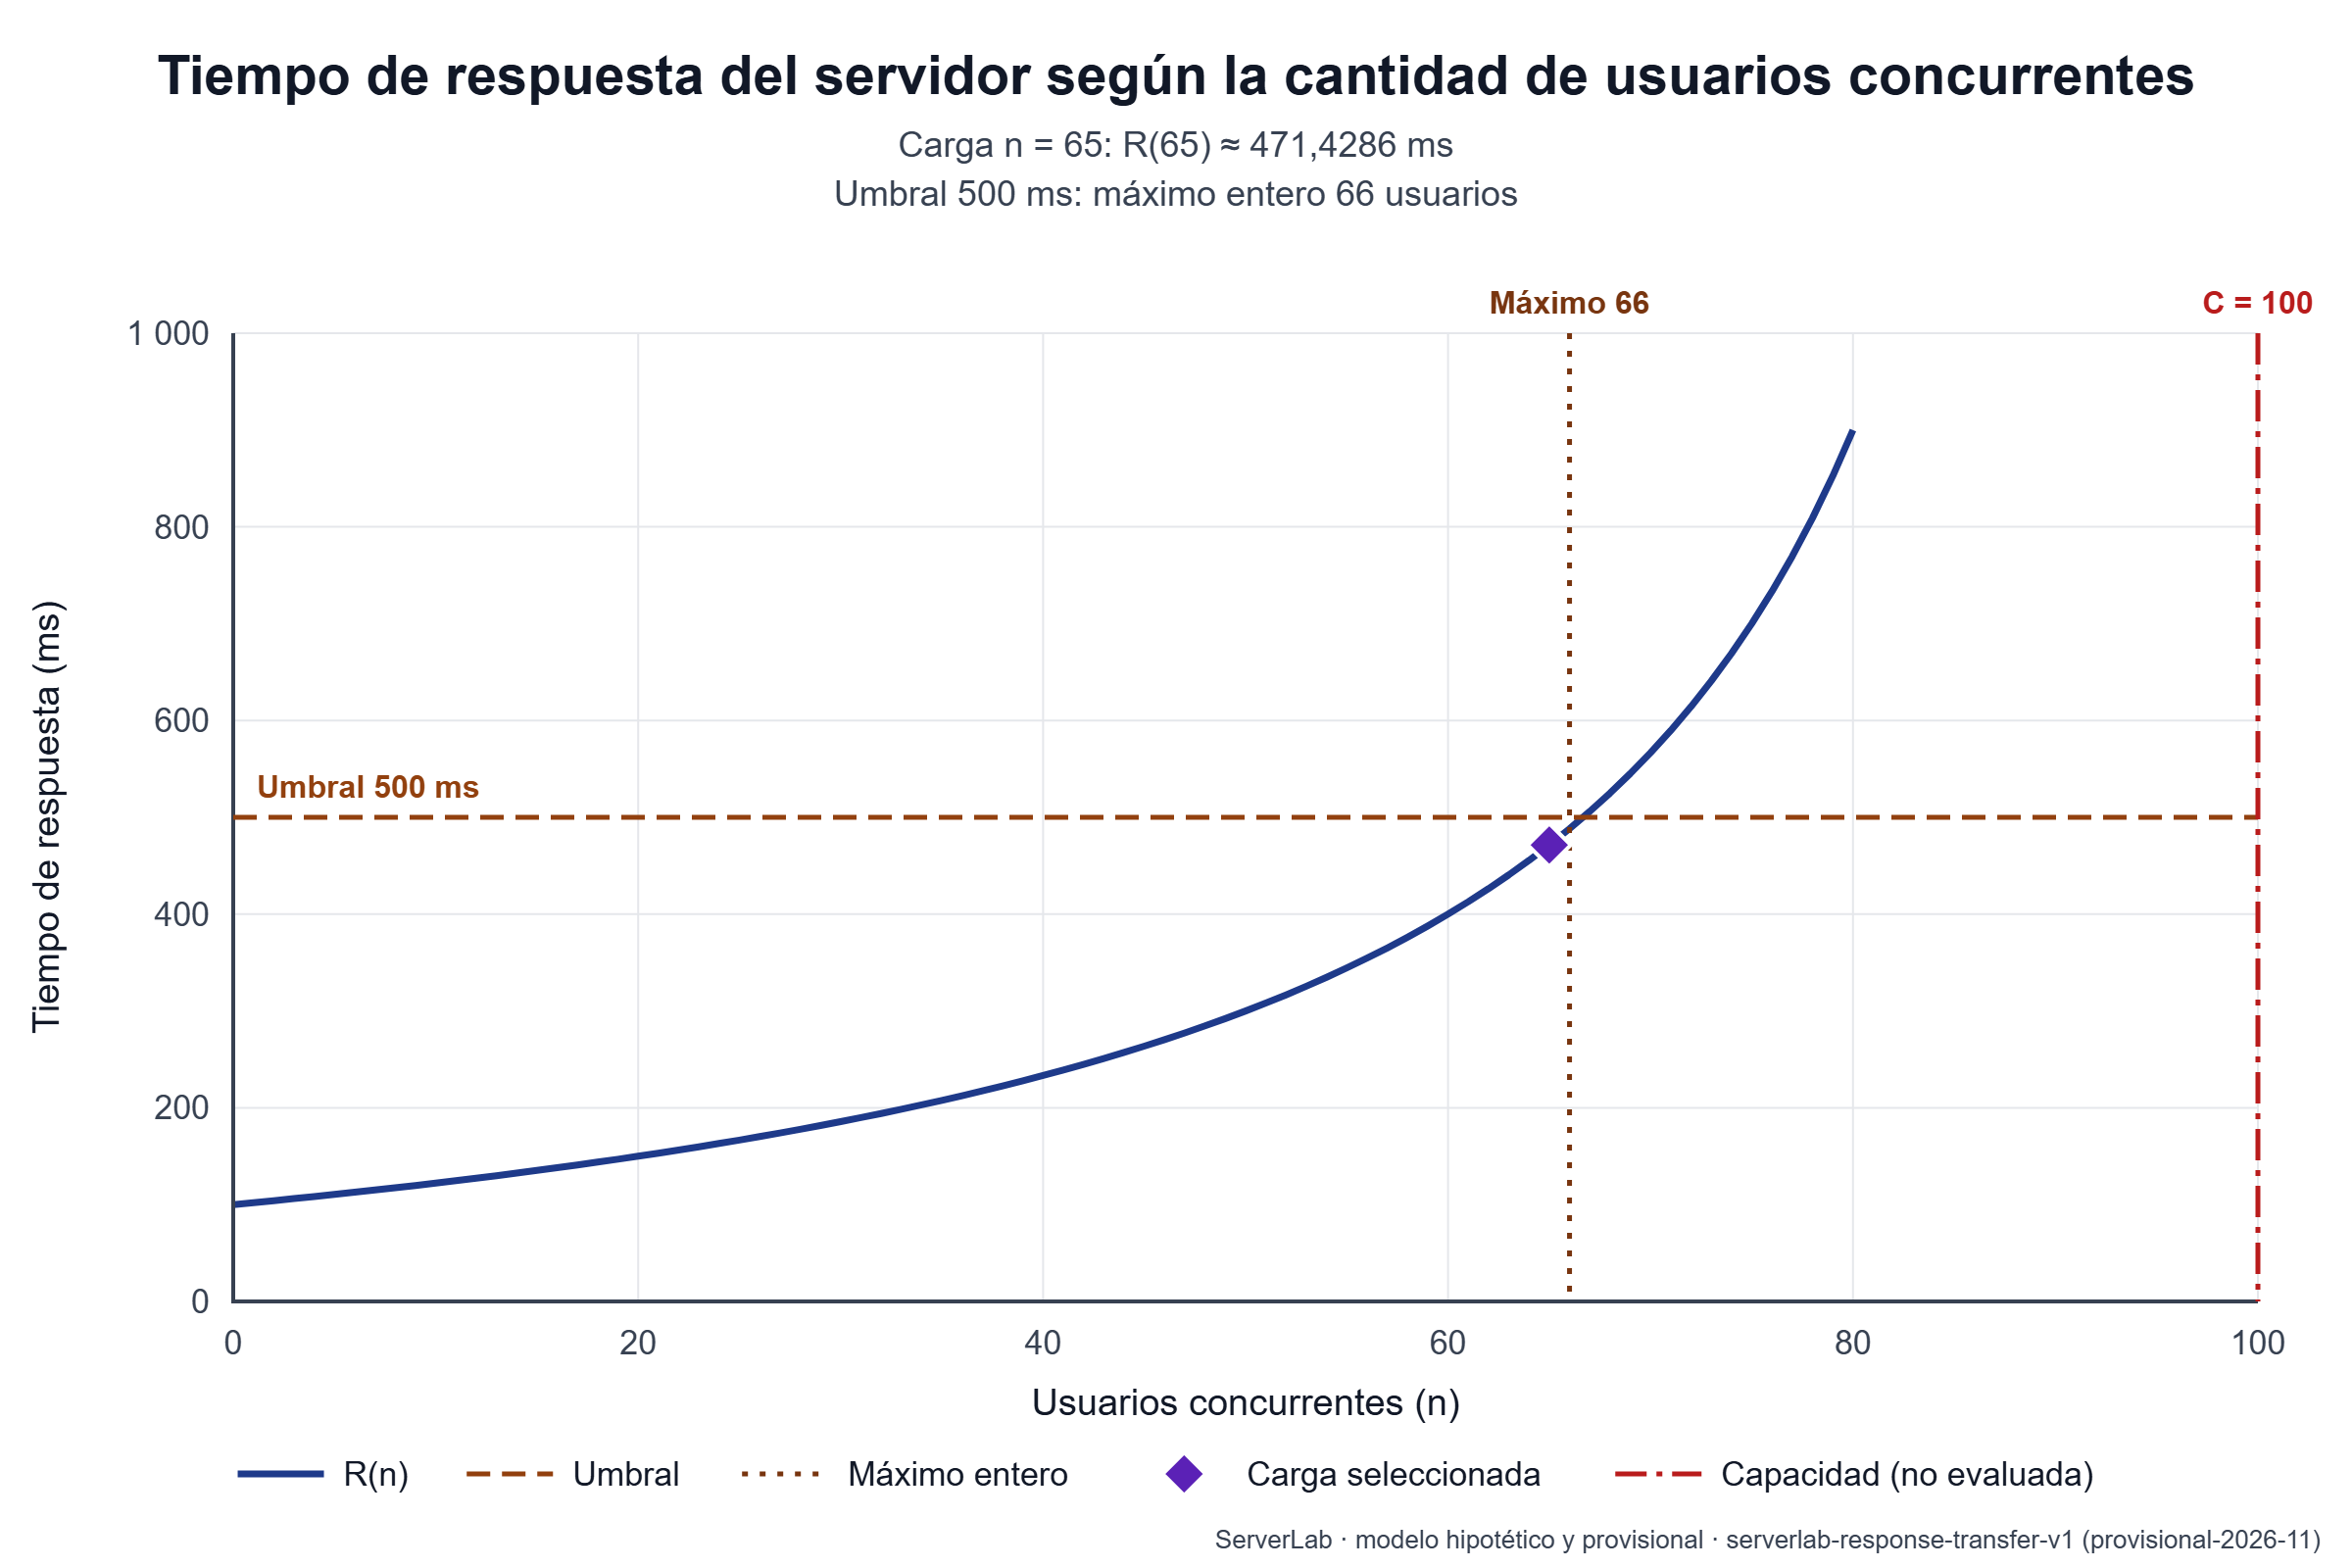 Tiempo de respuesta del servidor según la cantidad de usuarios concurrentes
Carga n = 65: R(65) ≈ 471,4286 ms
Umbral 500 ms: máximo entero 66 usuarios
Máximo 66
C = 100
1 000
800
600
400
200
0
Tiempo de respuesta (ms)
Umbral 500 ms
0
20
40
60
80
100
Usuarios concurrentes (n)
R(n)
Umbral
Máximo entero
Carga seleccionada
Capacidad (no evaluada)
ServerLab · modelo hipotético y provisional · serverlab-response-transfer-v1 (provisional-2026-11)